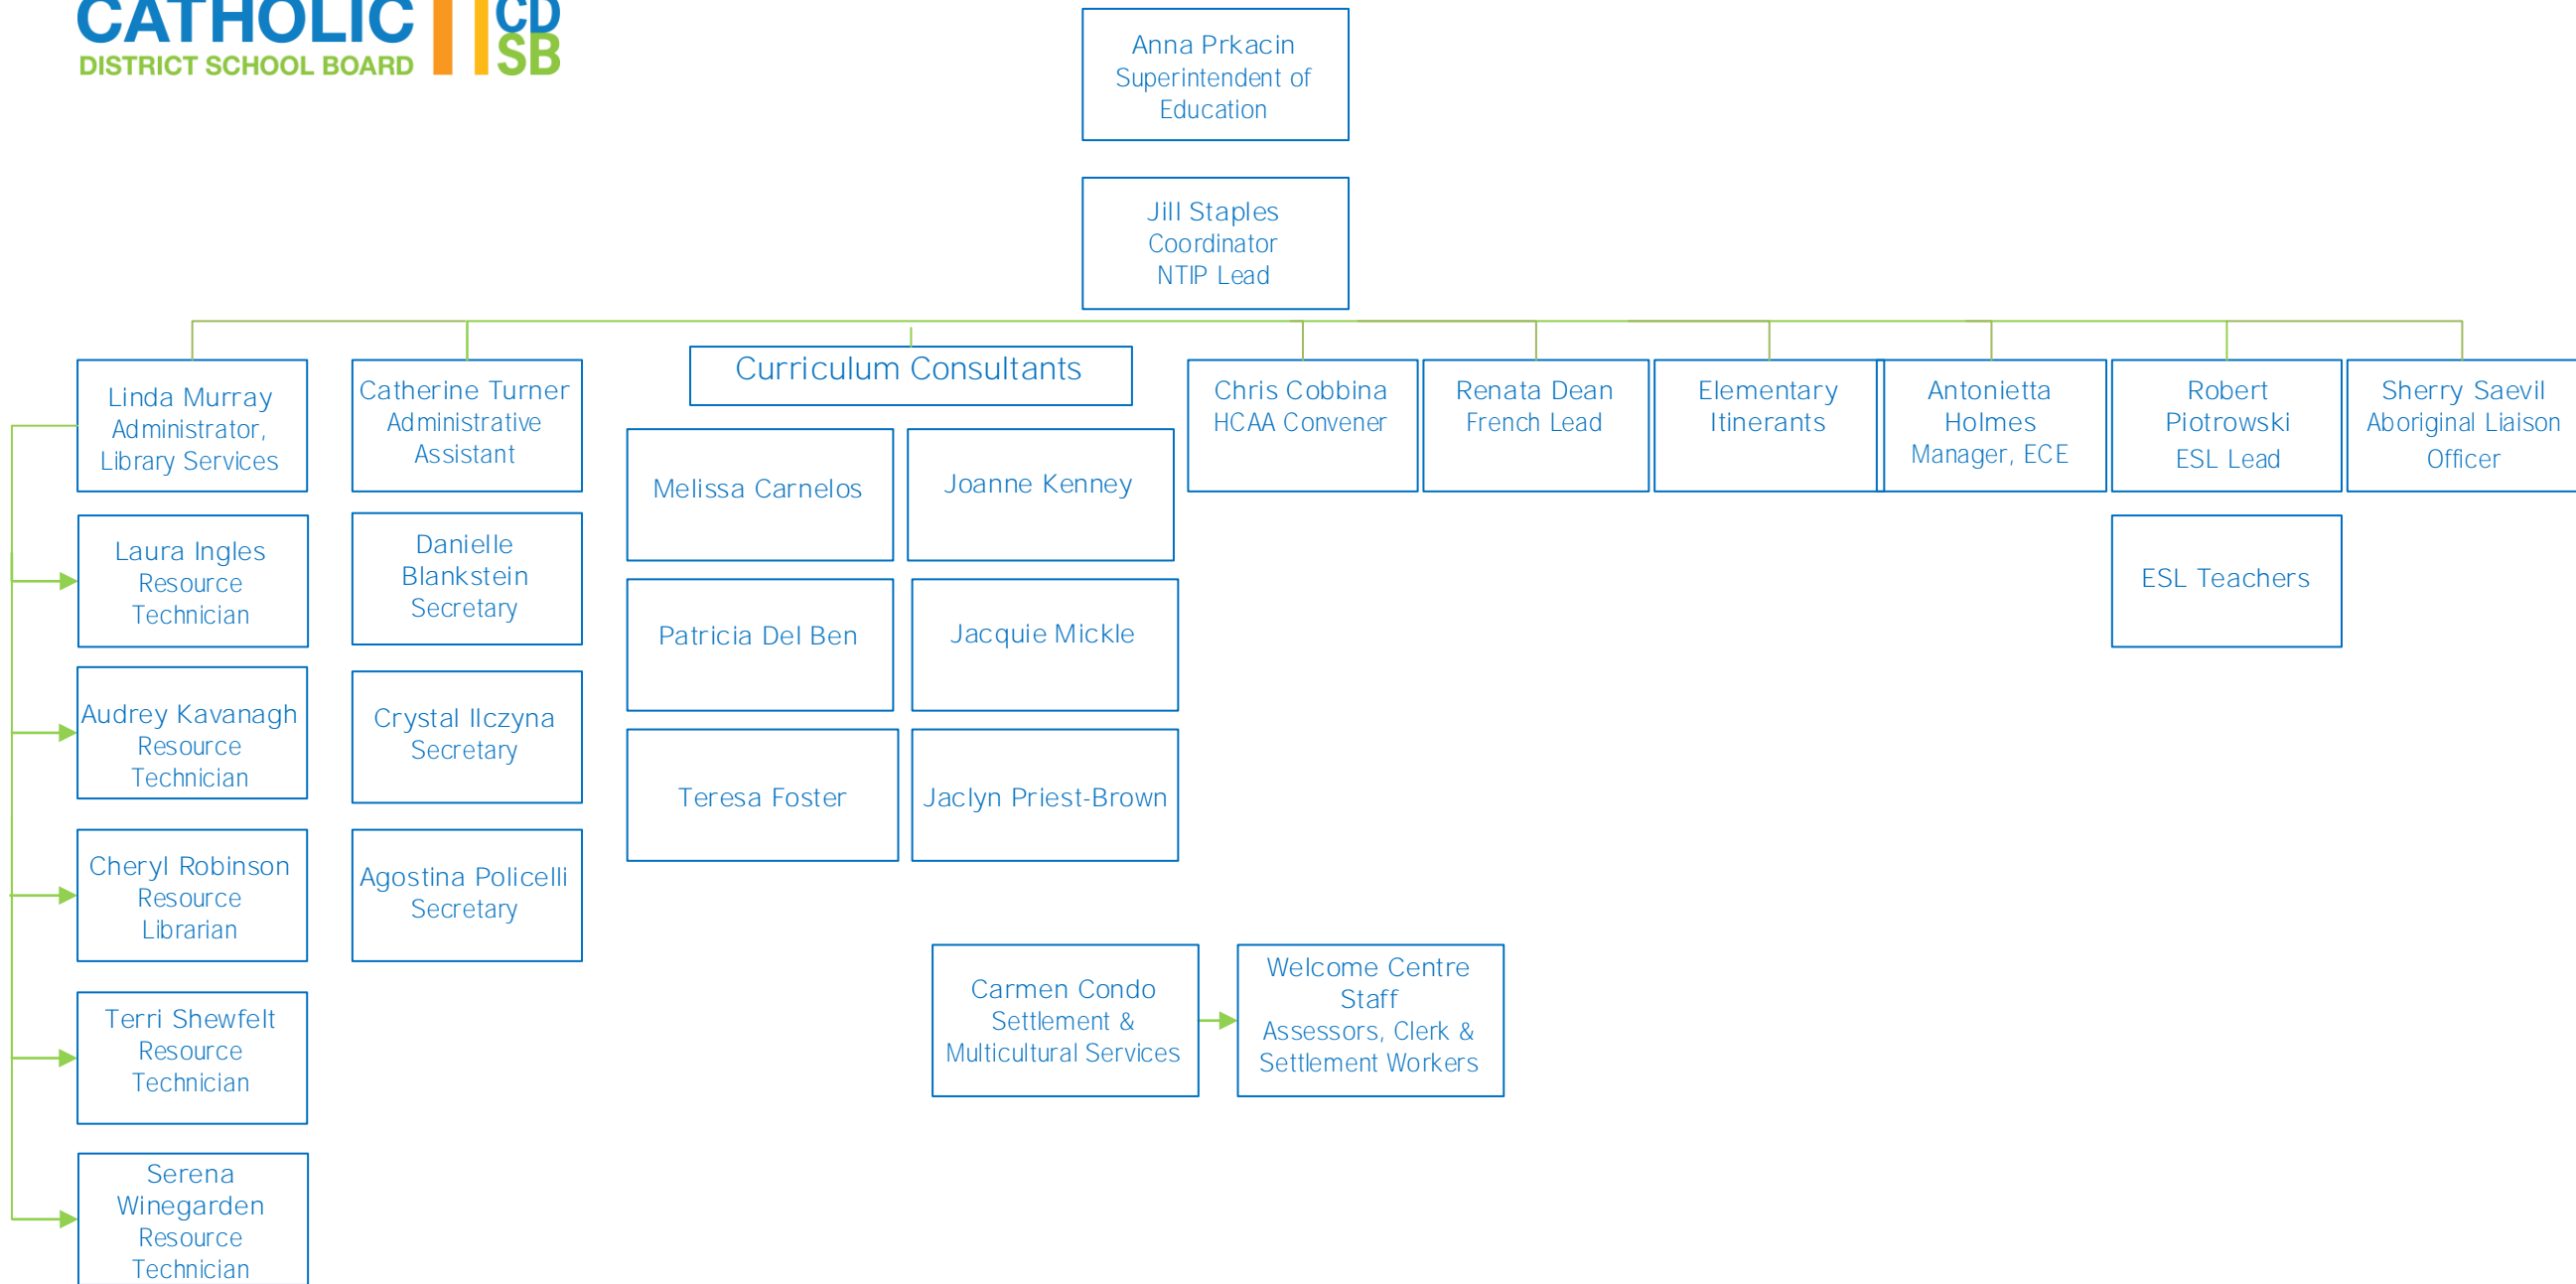 CATHOLIC
DISTRICT SCHOOL BOARD
CD
SB
Anna Prkacin
Superintendent of
Education
Jill Staples
Coordinator
NTIP Lead
Linda Murray
Administrator,
Library Services
Catherine Turner
Administrative
Assistant
Curriculum Consultants
Chris Cobbina
HCAA Convener
Renata Dean
French Lead
Elementary
Itinerants
Antonietta
Holmes
Manager, ECE
Robert
Piotrowski
ESL Lead
Sherry Saevil
Aboriginal Liaison
Officer
Laura Ingles
Resource
Technician
Danielle
Blankstein
Secretary
Melissa Carnelos
Joanne Kenney
ESL Teachers
Audrey Kavanagh
Resource
Technician
Crystal Ilczyna
Secretary
Patricia Del Ben
Jacquie Mickle
Cheryl Robinson
Resource
Librarian
Agostina Policelli
Secretary
Teresa Foster
Jaclyn Priest-Brown
Terri Shewfelt
Resource
Technician
Carmen Condo
Settlement &
Multicultural Services
Welcome Centre
Staff
Assessors, Clerk &
Settlement Workers
Serena
Winegarden
Resource
Technician